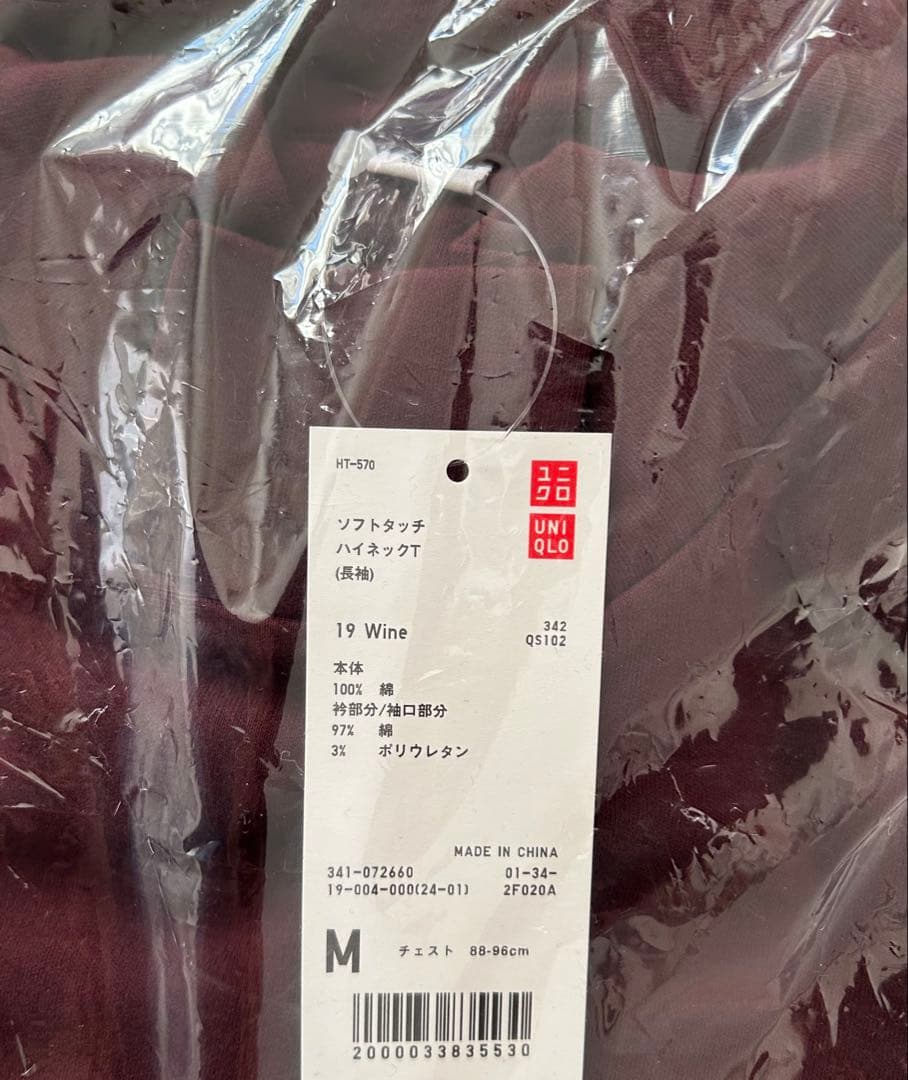 HT-570
ユニ
クロ
UNI
QLO
ソフトタッチ
ハイネックT
(長袖)
19 Wine
342
QS102
本体
100% 綿
衿部分/袖口部分
97% 綿
3% ポリウレタン
MADE IN CHINA
341-072660 01-34-
19-004-000(24-01) 2F020A
M チェスト 88-96cm
2000033835530